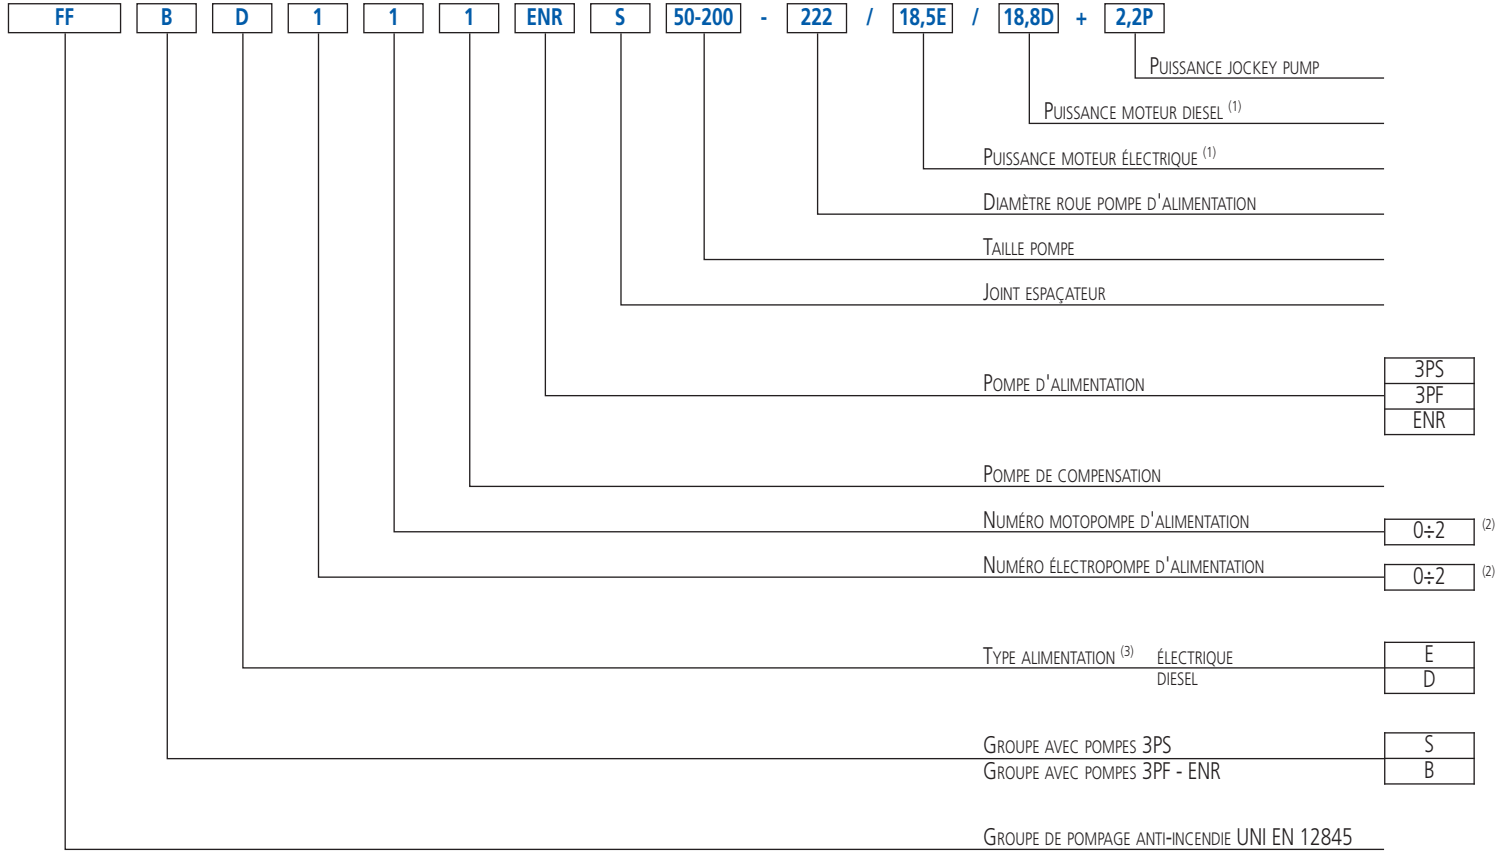 FF B D 1 1 1 ENR S 50-200 - 222 / 18,5E / 18,8D + 2,2P
PUISSANCE JOCKEY PUMP
PUISSANCE MOTEUR DIESEL (1)
PUISSANCE MOTEUR ÉLECTRIQUE (1)
DIAMÈTRE ROUE POMPE D'ALIMENTATION
TAILLE POMPE
JOINT ESPAÇATEUR
3PS
POMPE D'ALIMENTATION 3PF
ENR
POMPE DE COMPENSATION
NUMÉRO MOTOPOMPE D'ALIMENTATION 0÷2 (2)
NUMÉRO ÉLECTROPOMPE D'ALIMENTATION 0÷2 (2)
TYPE ALIMENTATION (3) ÉLECTRIQUE E
DIESEL D
GROUPE AVEC POMPES 3PS S
GROUPE AVEC POMPES 3PF - ENR B
GROUPE DE POMPAGE ANTI-INCENDIE UNI EN 12845